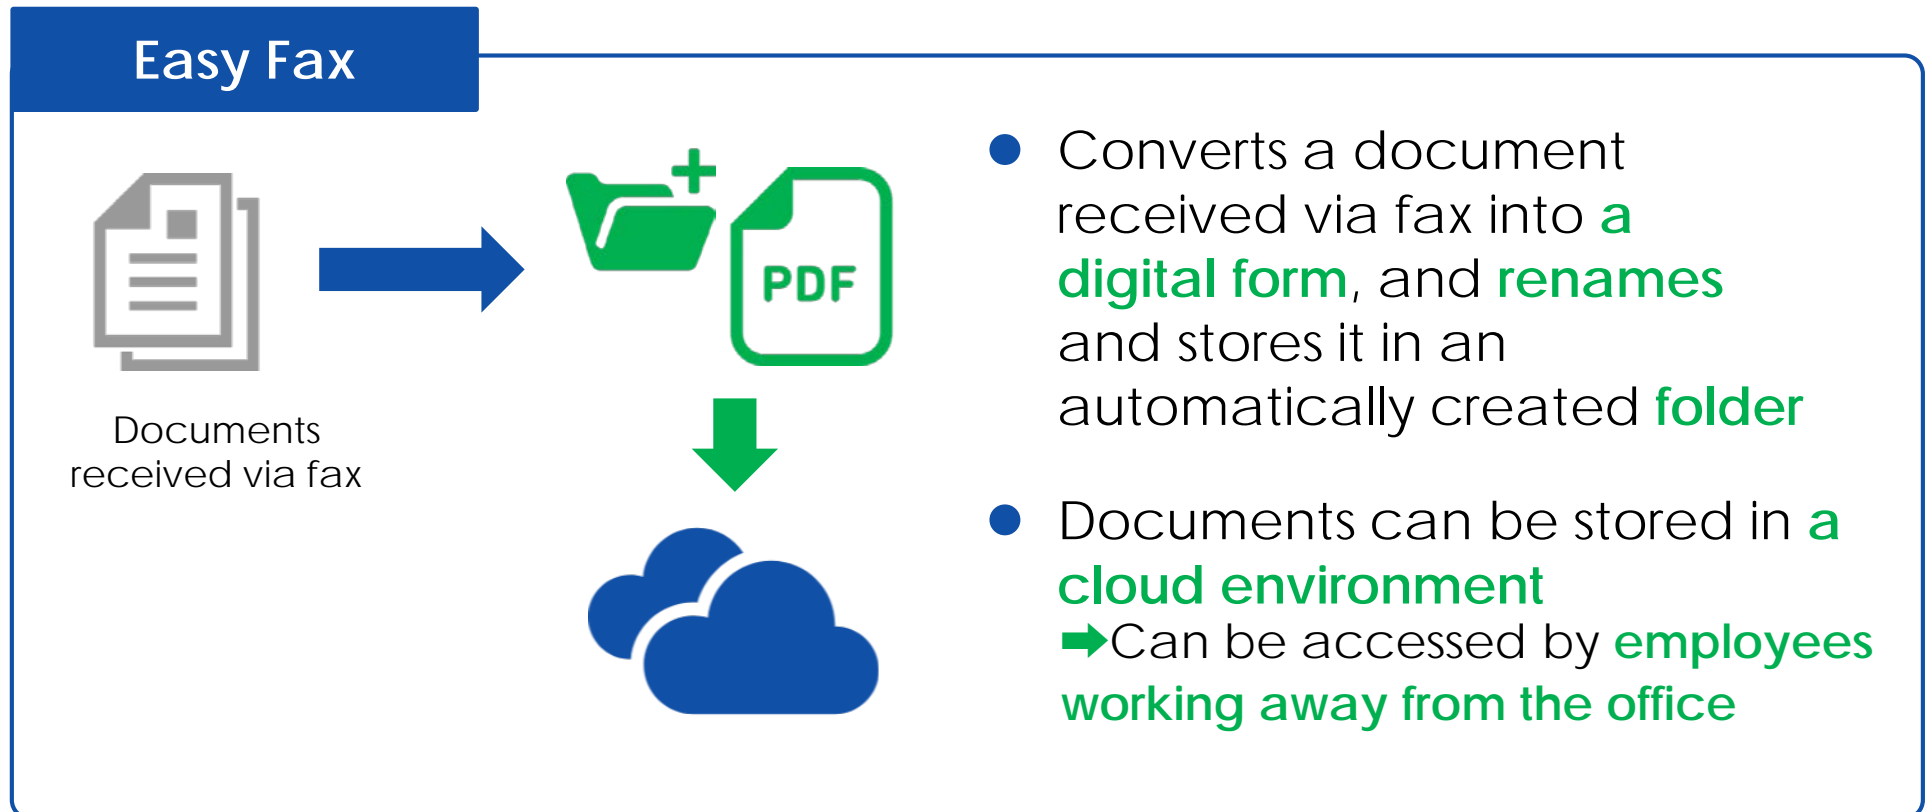 Easy Fax
Documents
received via fax
PDF
● Converts a document
received via fax into a
digital form, and renames
and stores it in an
automatically created folder
● Documents can be stored in a
cloud environment
➡Can be accessed by employees
working away from the office